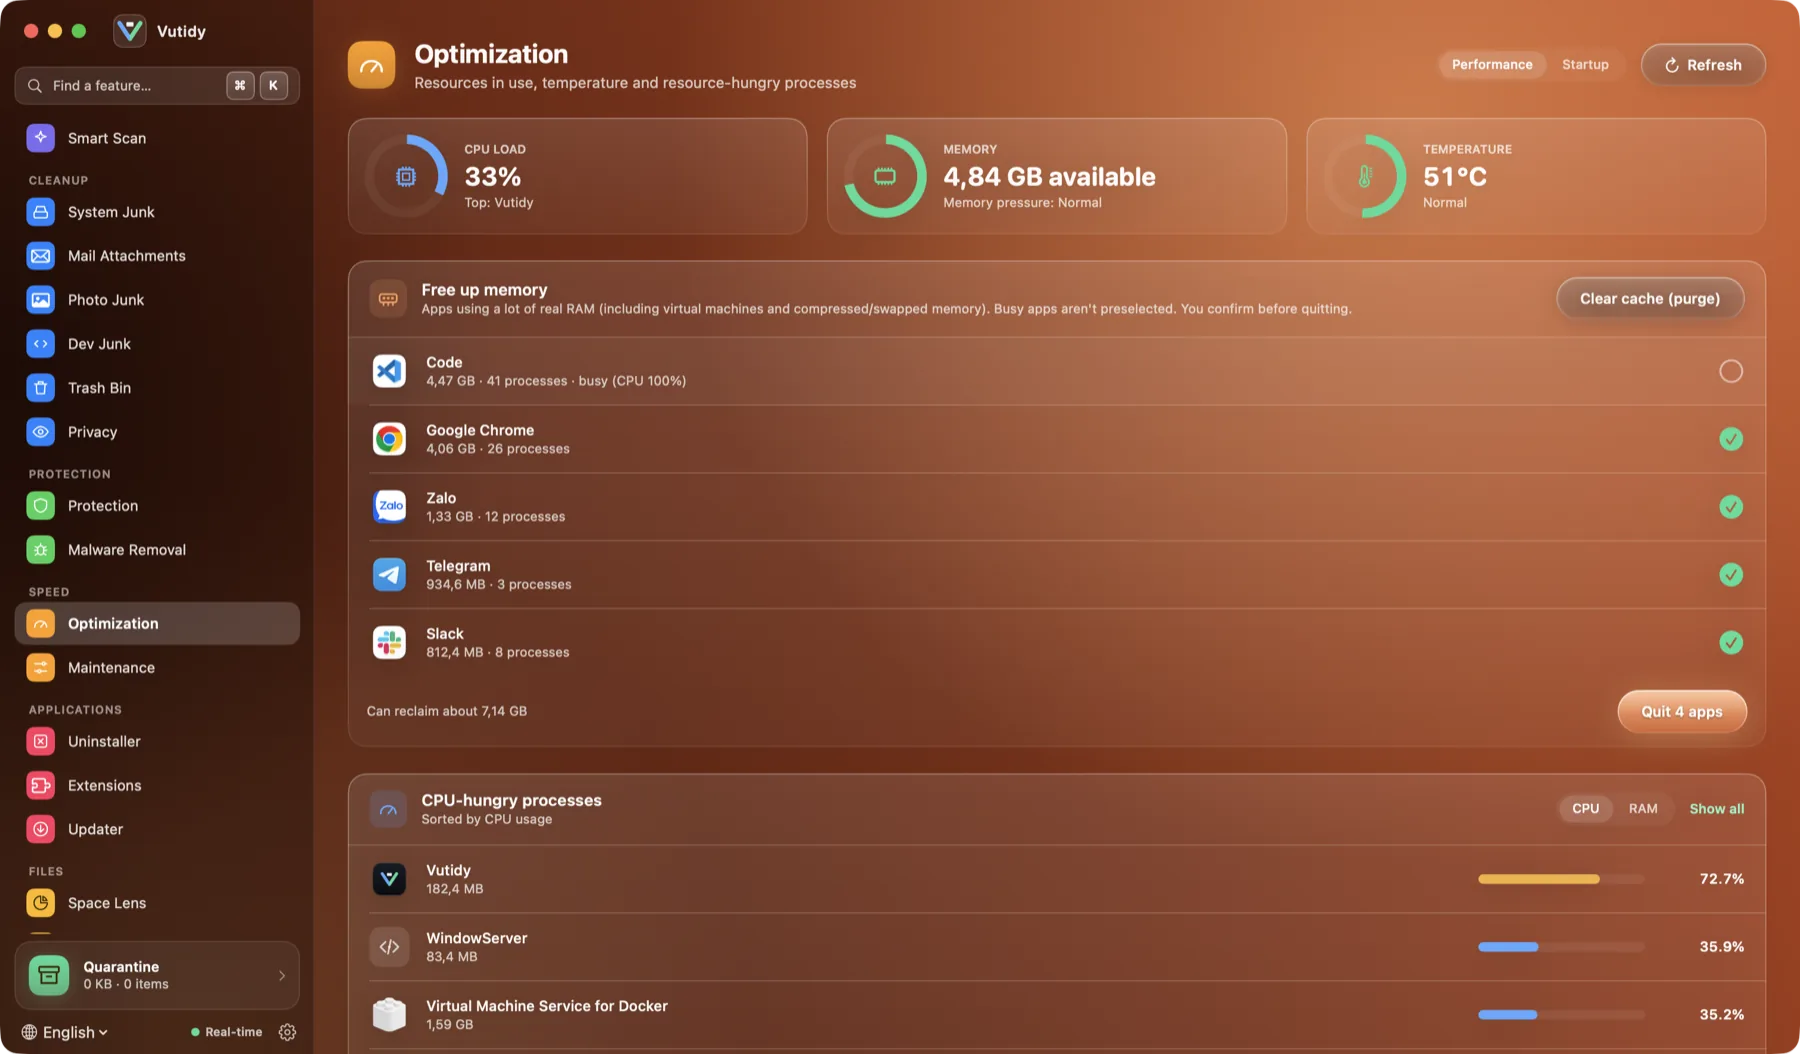 Vutidy
Find a feature...
⌘ K
Smart Scan
CLEANUP
System Junk
Mail Attachments
Photo Junk
Dev Junk
Trash Bin
Privacy
PROTECTION
Protection
Malware Removal
SPEED
Optimization
Maintenance
APPLICATIONS
Uninstaller
Extensions
Updater
FILES
Space Lens
Quarantine
0 KB · 0 items
English
Real-time
Optimization
Resources in use, temperature and resource-hungry processes
Performance
Startup
Refresh
CPU LOAD
33%
Top: Vutidy
MEMORY
4,84 GB available
Memory pressure: Normal
TEMPERATURE
51°C
Normal
Free up memory
Apps using a lot of real RAM (including virtual machines and compressed/swapped memory). Busy apps aren't preselected. You confirm before quitting.
Clear cache (purge)
Code
4,47 GB · 41 processes · busy (CPU 100%)
Google Chrome
4,06 GB · 26 processes
Zalo
Zalo
1,33 GB · 12 processes
Telegram
934,6 MB · 3 processes
Slack
812,4 MB · 8 processes
Can reclaim about 7,14 GB
Quit 4 apps
CPU-hungry processes
Sorted by CPU usage
CPU
RAM
Show all
Vutidy
182,4 MB
72.7%
WindowServer
83,4 MB
35.9%
Virtual Machine Service for Docker
1,59 GB
35.2%